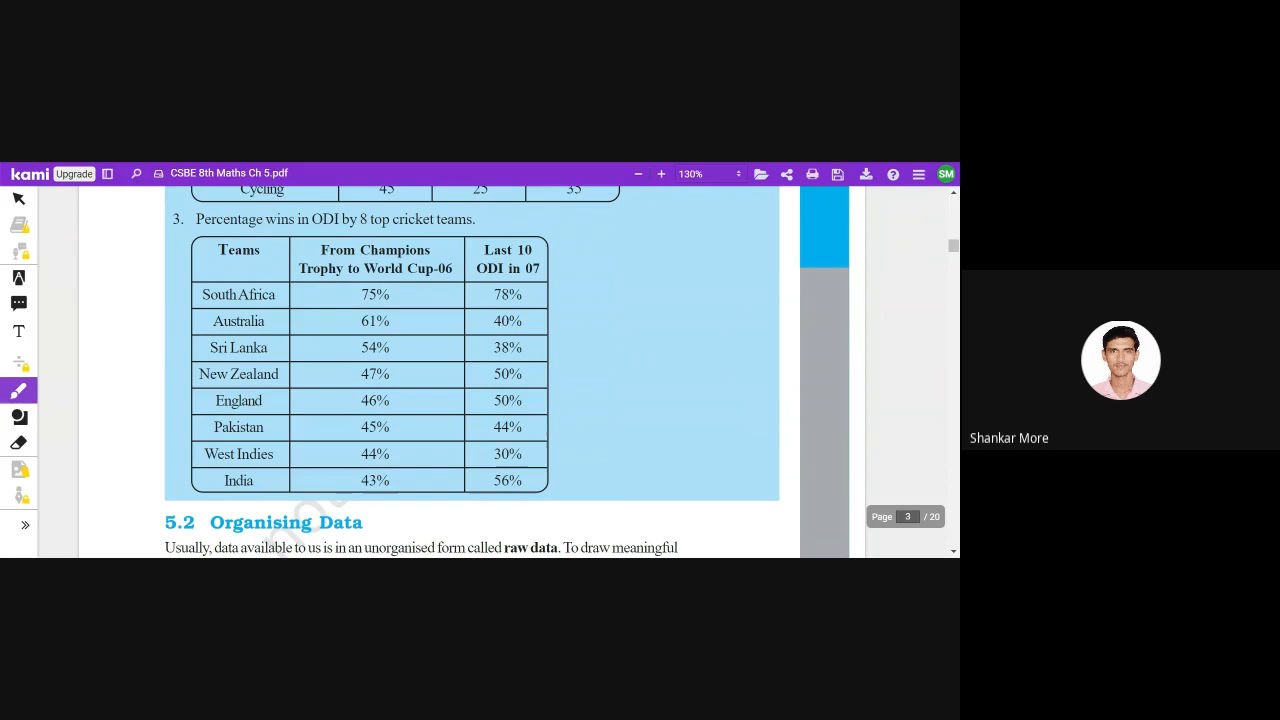 kami Upgrade CSBE 8th Maths Ch 5.pdf 130% SM
Cycling 45 25 35
3. Percentage wins in ODI by 8 top cricket teams.
Teams From Champions Trophy to World Cup-06 Last 10 ODI in 07
South Africa 75% 78%
Australia 61% 40%
Sri Lanka 54% 38%
New Zealand 47% 50%
England 46% 50%
Pakistan 45% 44%
West Indies 44% 30%
India 43% 56%
Page 3 / 20
5.2 Organising Data
Usually, data available to us is in an unorganised form called raw data. To draw meaningful
Shankar More